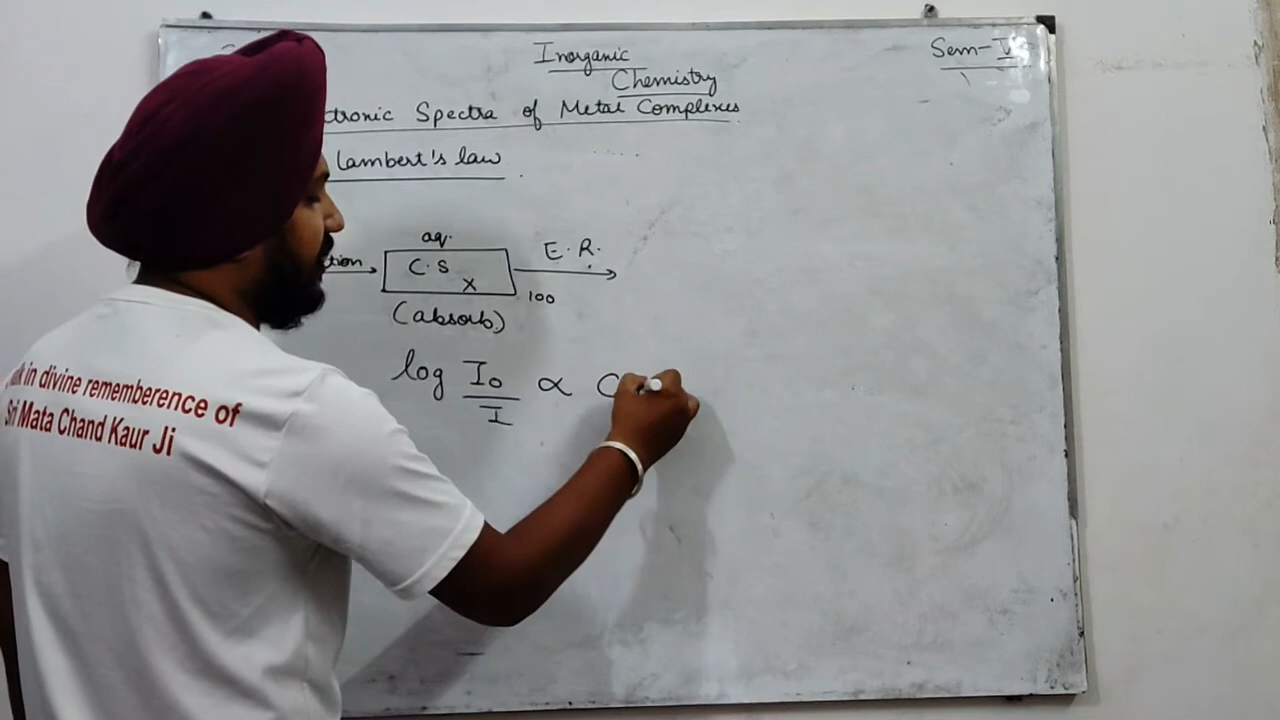 Inorganic
Chemistry
Sem-V
ctronic Spectra of Metal Complexes
Lambert's law
aq.
tion
C.S
x
E.R.
100
(absorb)
log I₀/I ∝ C
in divine rememberence of
Sri Mata Chand Kaur Ji